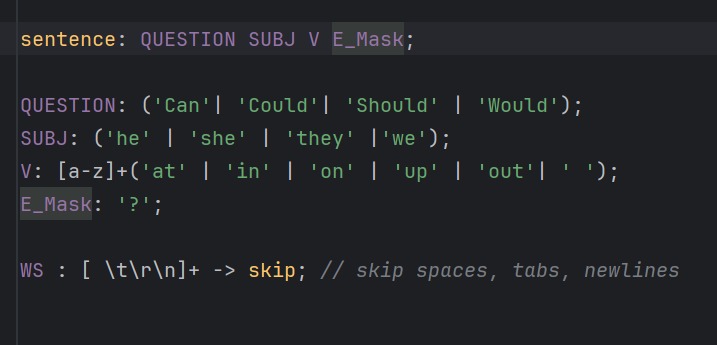 sentence: QUESTION SUBJ V E_Mask;
QUESTION: ('Can'| 'Could'| 'Should' | 'Would');
SUBJ: ('he' | 'she' | 'they' |'we');
V: [a-z]+('at' | 'in' | 'on' | 'up' | 'out'| ' ');
E_Mask: '?';
WS : [ \t\r\n]+ -> skip; // skip spaces, tabs, newlines